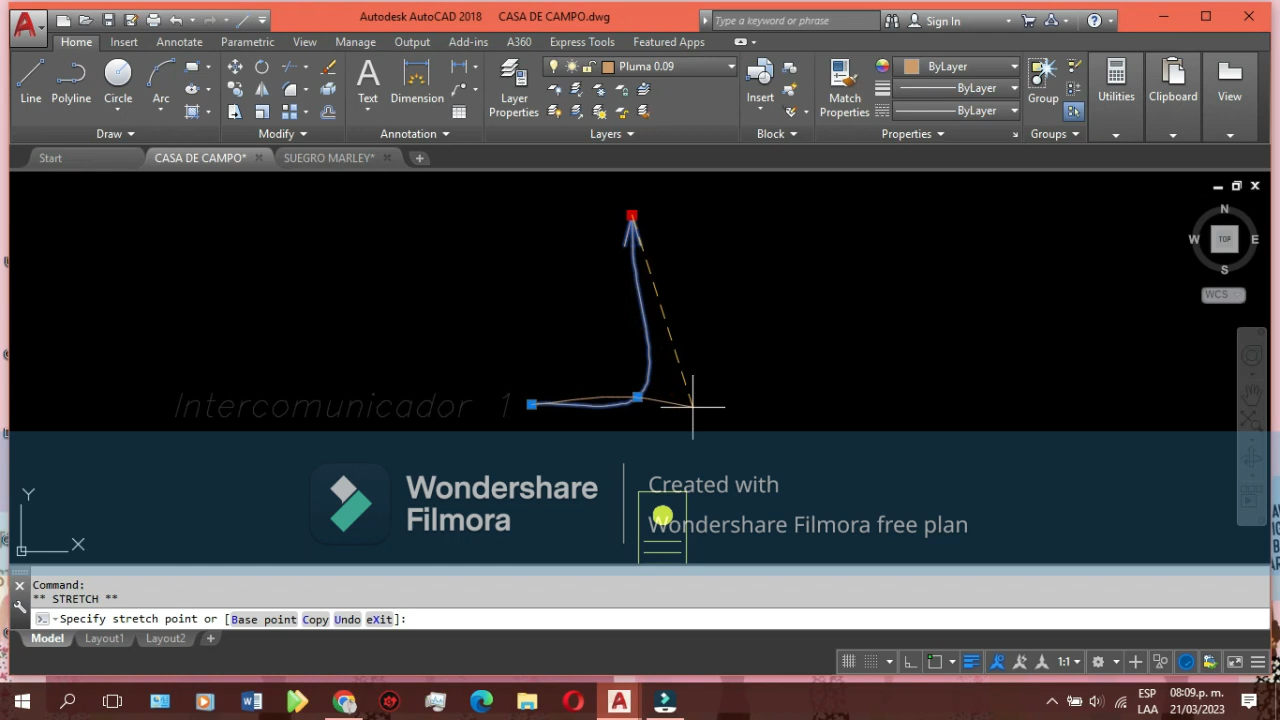 Autodesk AutoCAD 2018 CASA DE CAMPO.dwg
Type a keyword or phrase
Sign In
Home Insert Annotate Parametric View Manage Output Add-ins A360 Express Tools Featured Apps
Line
Polyline
Circle
Arc
Draw
Modify
Text
Dimension
Annotation
Layer
Properties
Pluma 0.09
Layers
Insert
Block
Match
Properties
ByLayer
ByLayer
ByLayer
Properties
Group
Groups
Utilities
Clipboard
View
Start
CASA DE CAMPO*
SUEGRO MARLEY*
N
W TOP E
S
WCS
Intercomunicador 1
Wondershare
Filmora
Created with
Wondershare Filmora free plan
Y
X
Command:
** STRETCH **
Specify stretch point or [Base point Copy Undo eXit]:
Model Layout1 Layout2
1:1
ESP
LAA
08:09 p. m.
21/03/2023